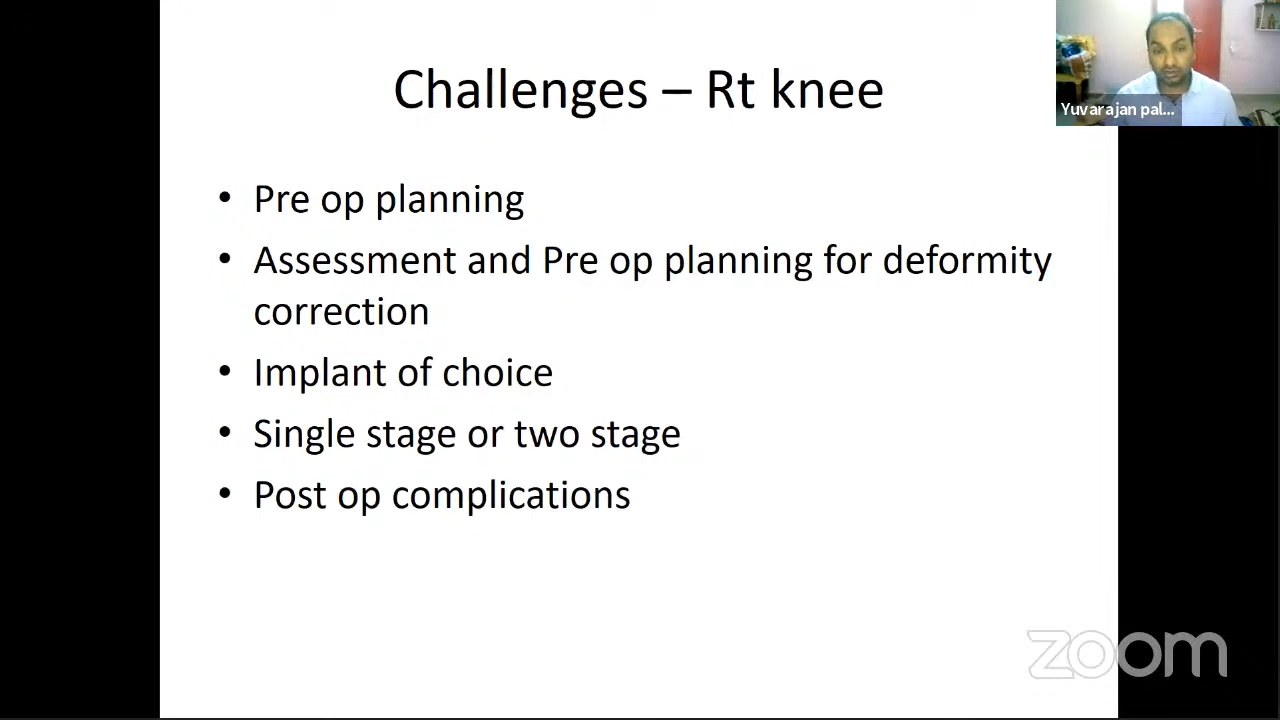 Challenges – Rt knee
Yuvarajan pal...
• Pre op planning
• Assessment and Pre op planning for deformity
correction
• Implant of choice
• Single stage or two stage
• Post op complications
zoom